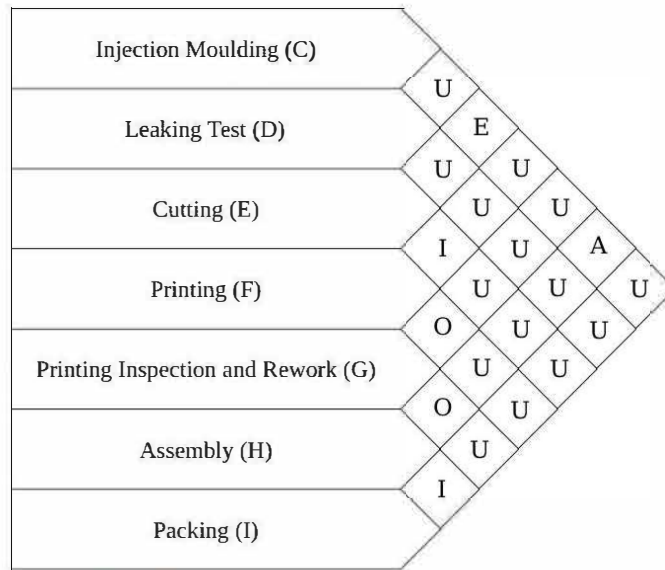 Injection Moulding (C)
U
Leaking Test (D)
E
U
U
Cutting (E)
U
U
I
U
A
Printing (F)
U
U
U
O
U
U
Printing Inspection and Rework (G)
U
U
O
U
Assembly (H)
U
I
Packing (I)